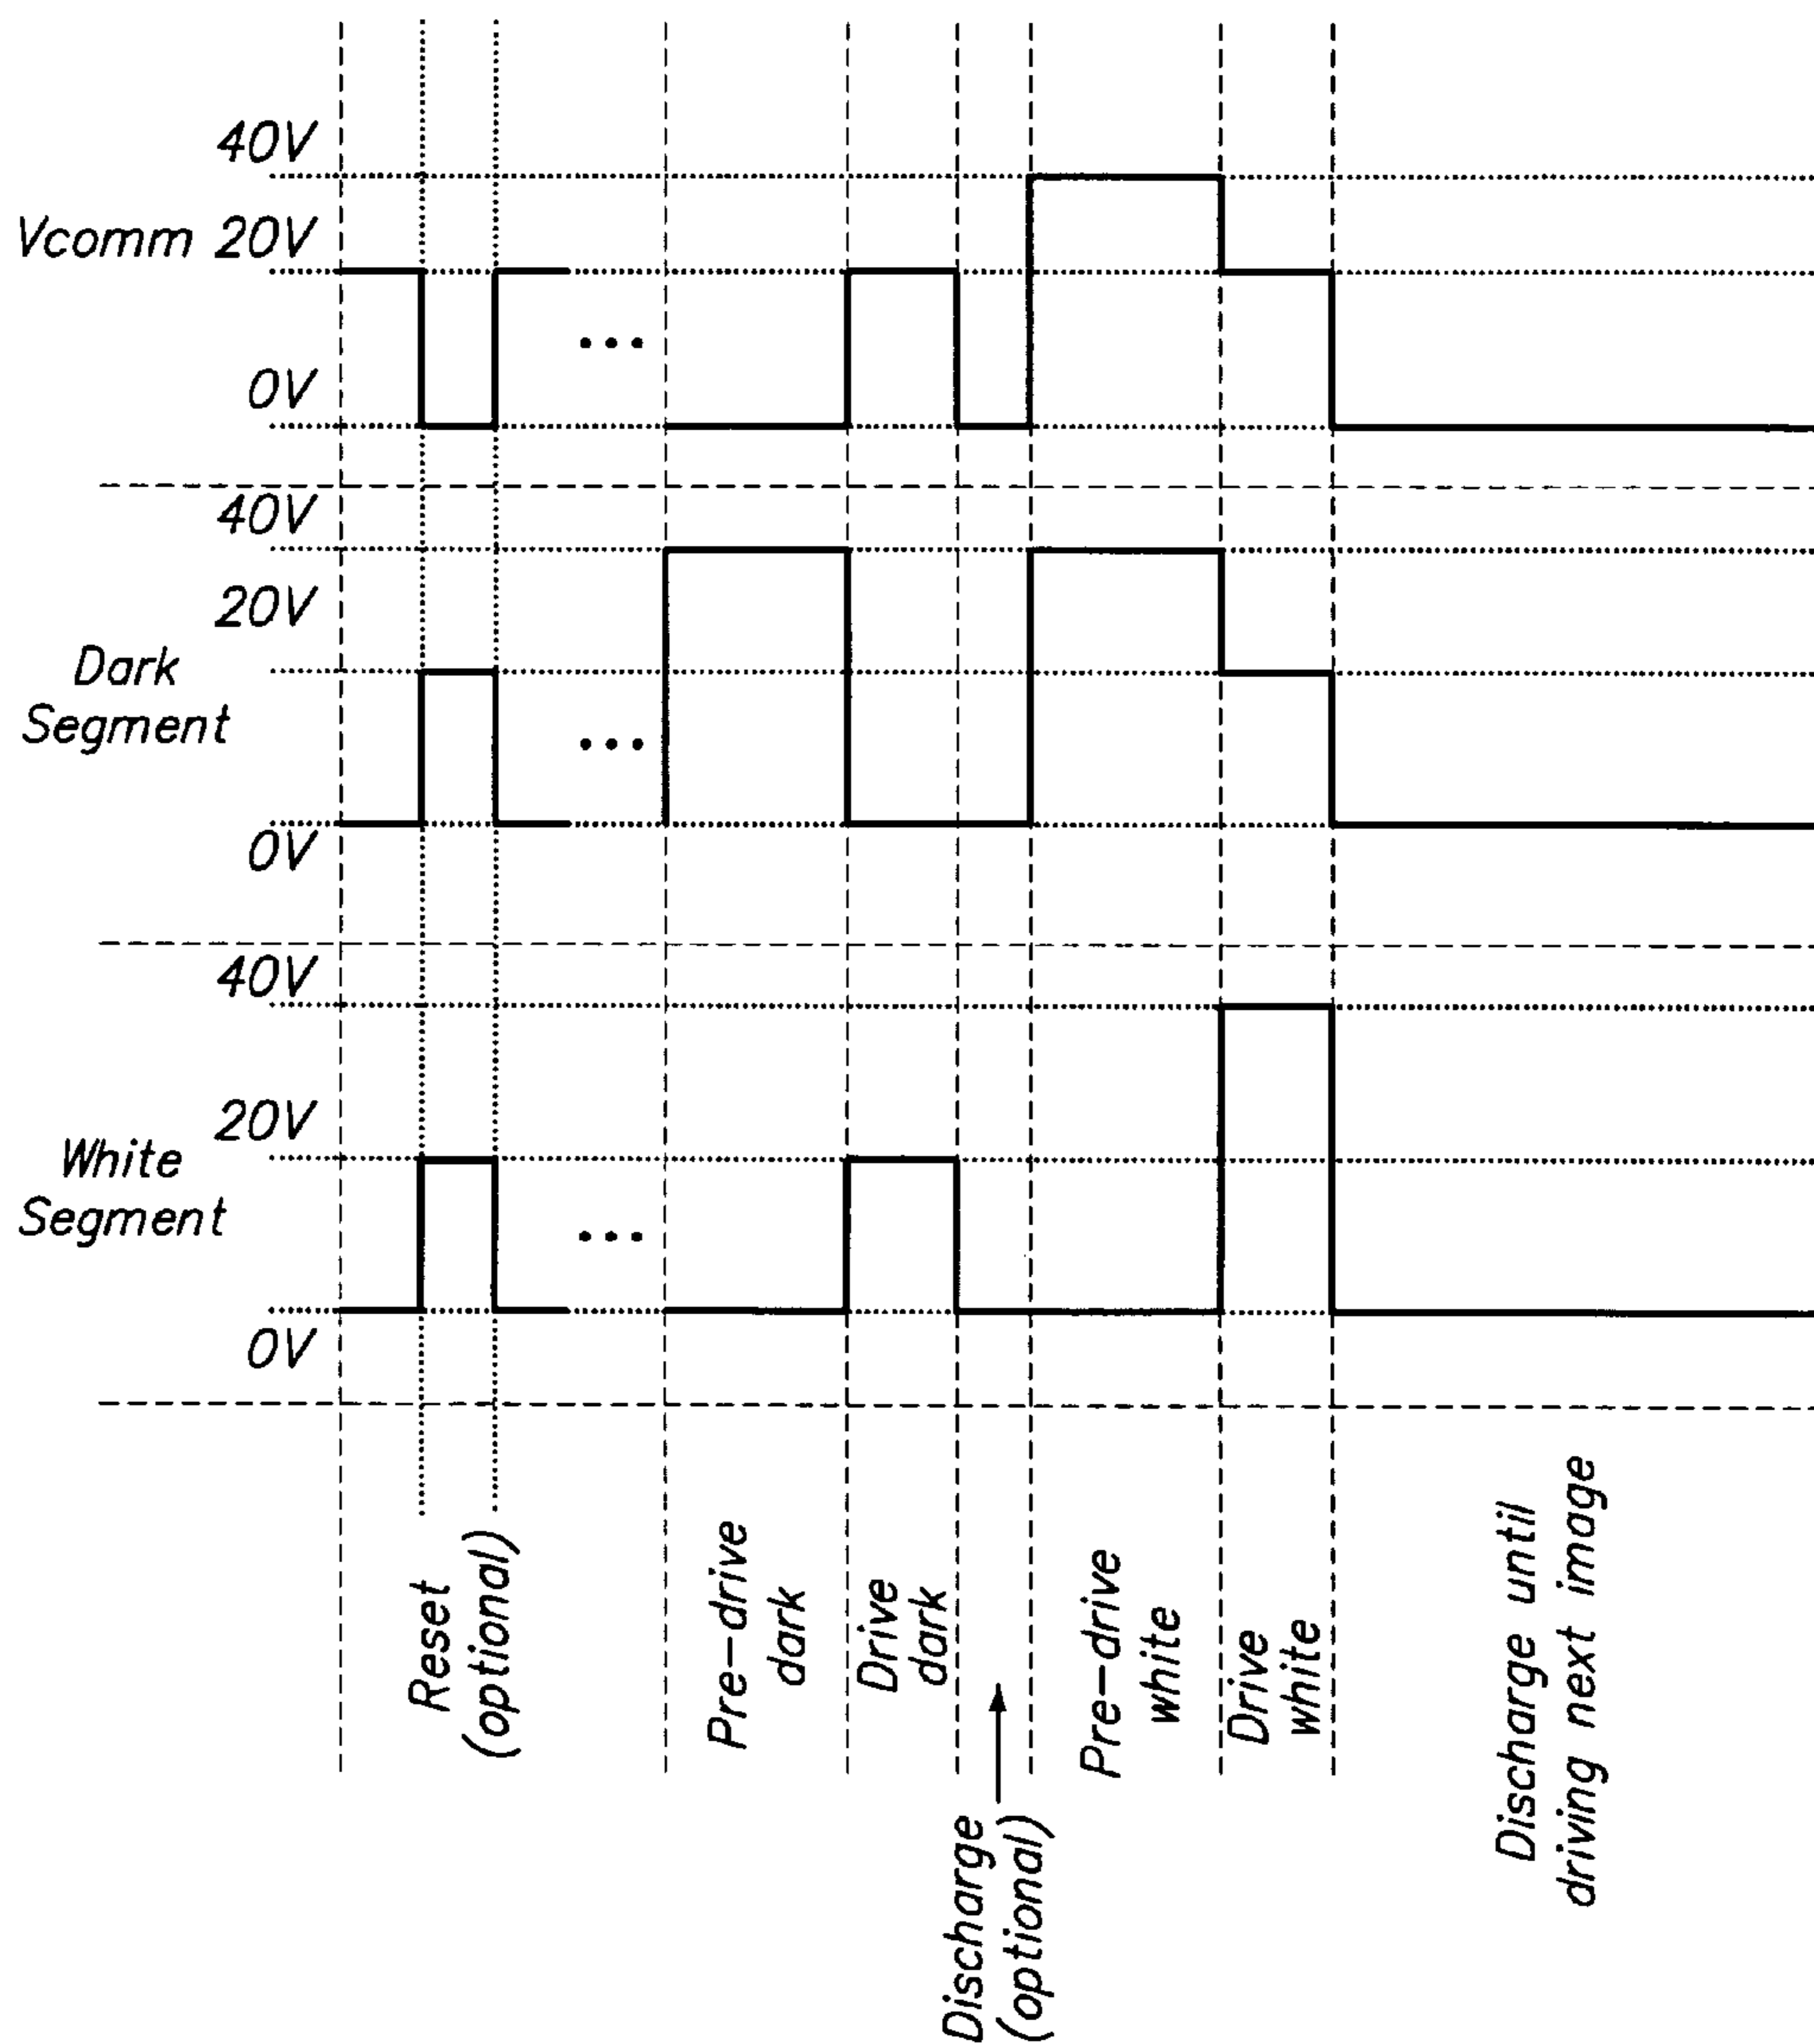 40V
Vcomm 20V
0V
40V
20V
Dark
Segment
0V
40V
20V
White
Segment
0V
Reset
(optional)
Pre-drive
dark
Drive
dark
Discharge
(optional)
Pre-drive
white
Drive
white
Discharge until
driving next image